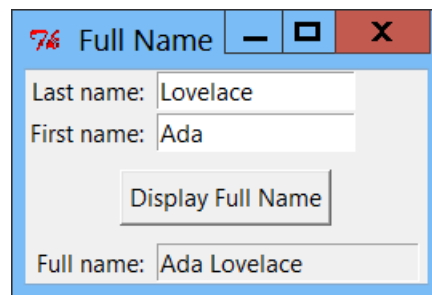 Full Name
Last name: Lovelace
First name: Ada
Display Full Name
Full name: Ada Lovelace